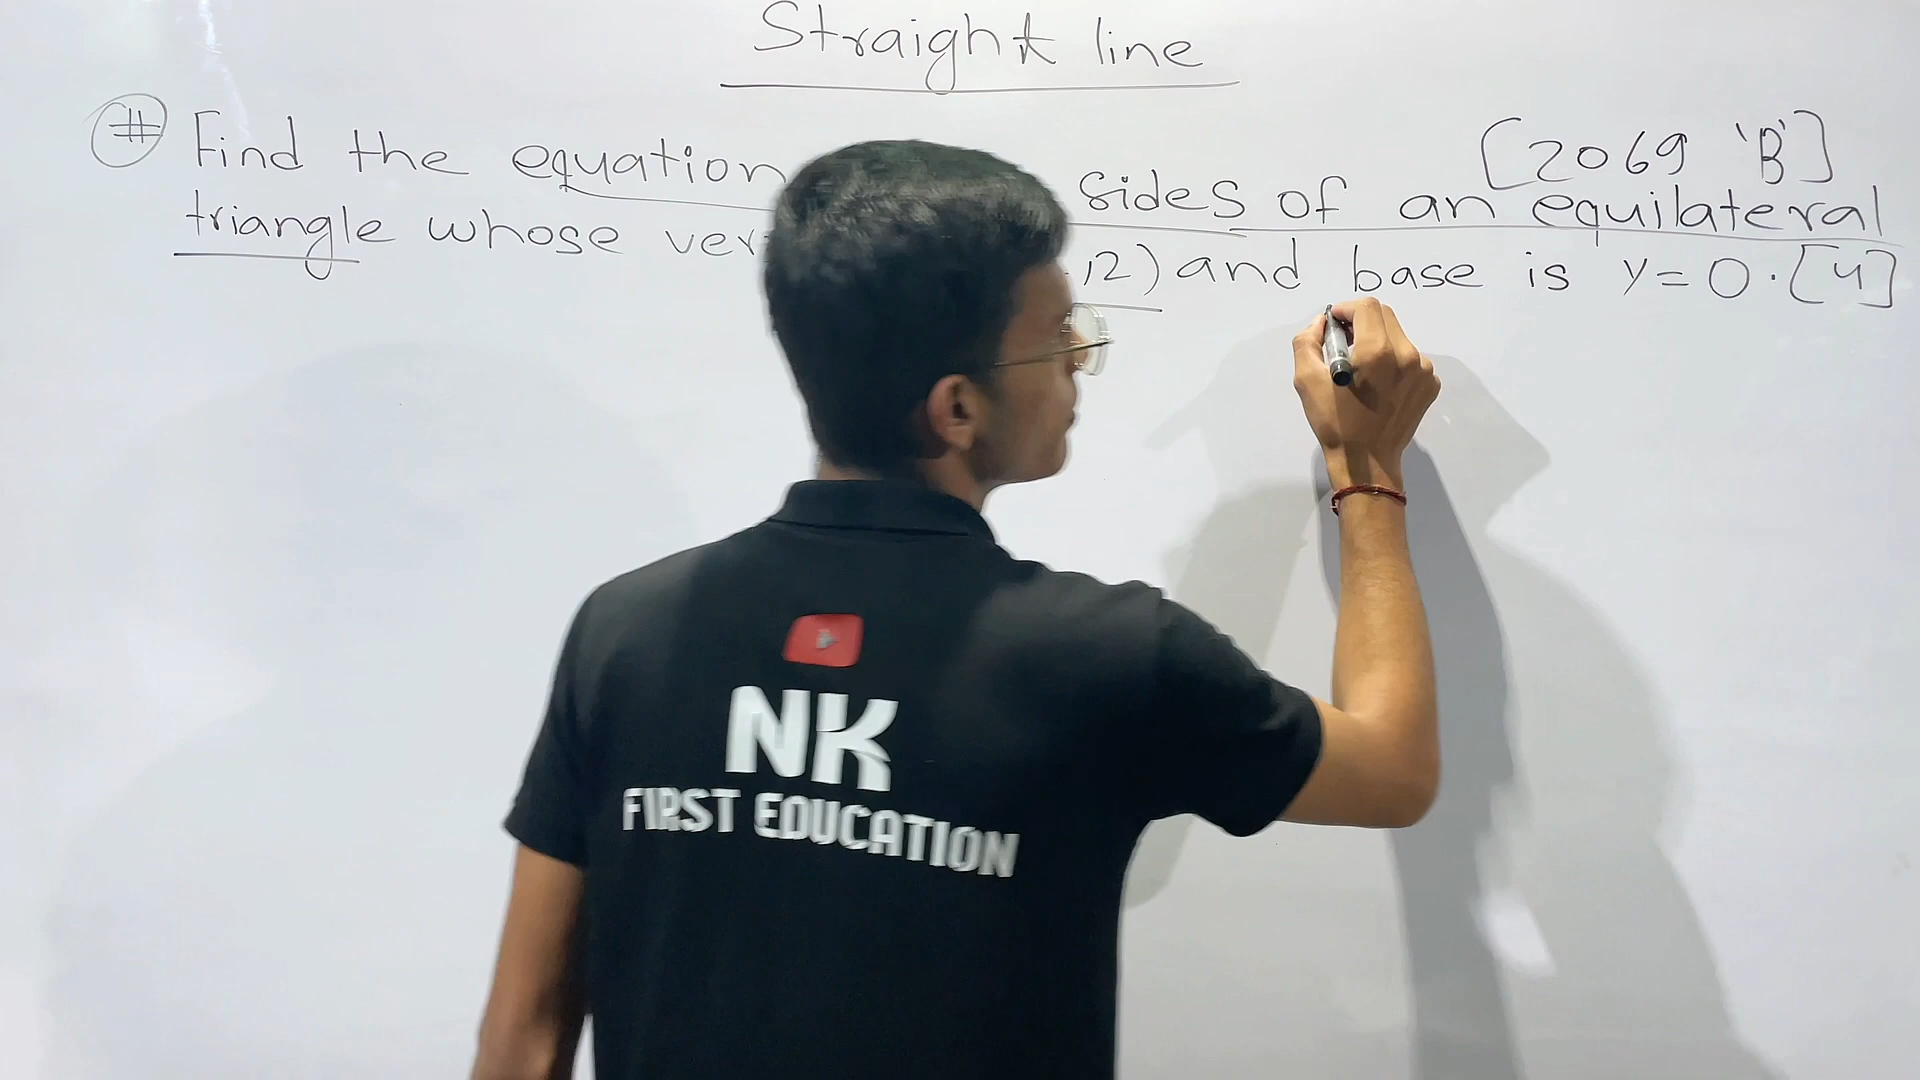 Straight line
[2069 'B']
# Find the equation sides of an equilateral
triangle whose ver ,2) and base is y=0.[4]
NK
FIRST EDUCATION